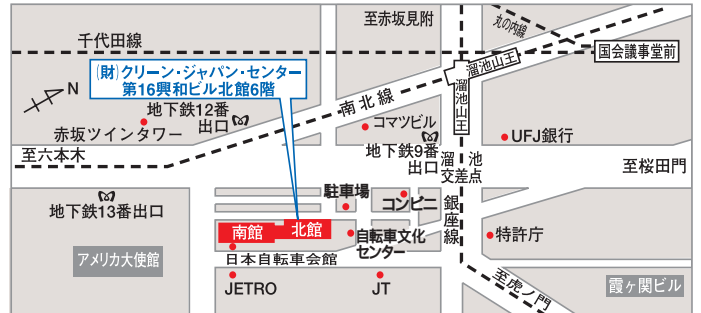 至赤坂見附
丸の内線
千代田線
国会議事堂前
溜池山王
(財)クリーン・ジャパン・センター
第16興和ビル北館6階
N
南北線
溜池山王
地下鉄12番
出口
赤坂ツインタワー
コマツビル
UFJ銀行
至六本木
地下鉄9番
出口
溜池
交差点
至桜田門
地下鉄13番出口
駐車場
コンビニ
銀座線
南館
北館
自転車文化
センター
特許庁
日本自転車会館
アメリカ大使館
JETRO
JT
至虎ノ門
霞ヶ関ビル